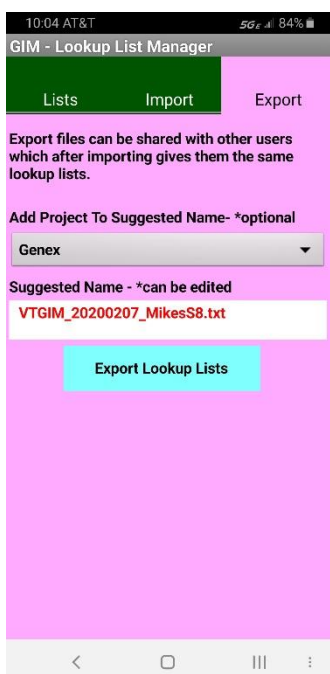 10:04 AT&T 5GE 84%
GIM - Lookup List Manager
Lists Import Export
Export files can be shared with other users
which after importing gives them the same
lookup lists.
Add Project To Suggested Name- *optional
Genex
Suggested Name - *can be edited
VTGIM_20200207_MikesS8.txt
Export Lookup Lists